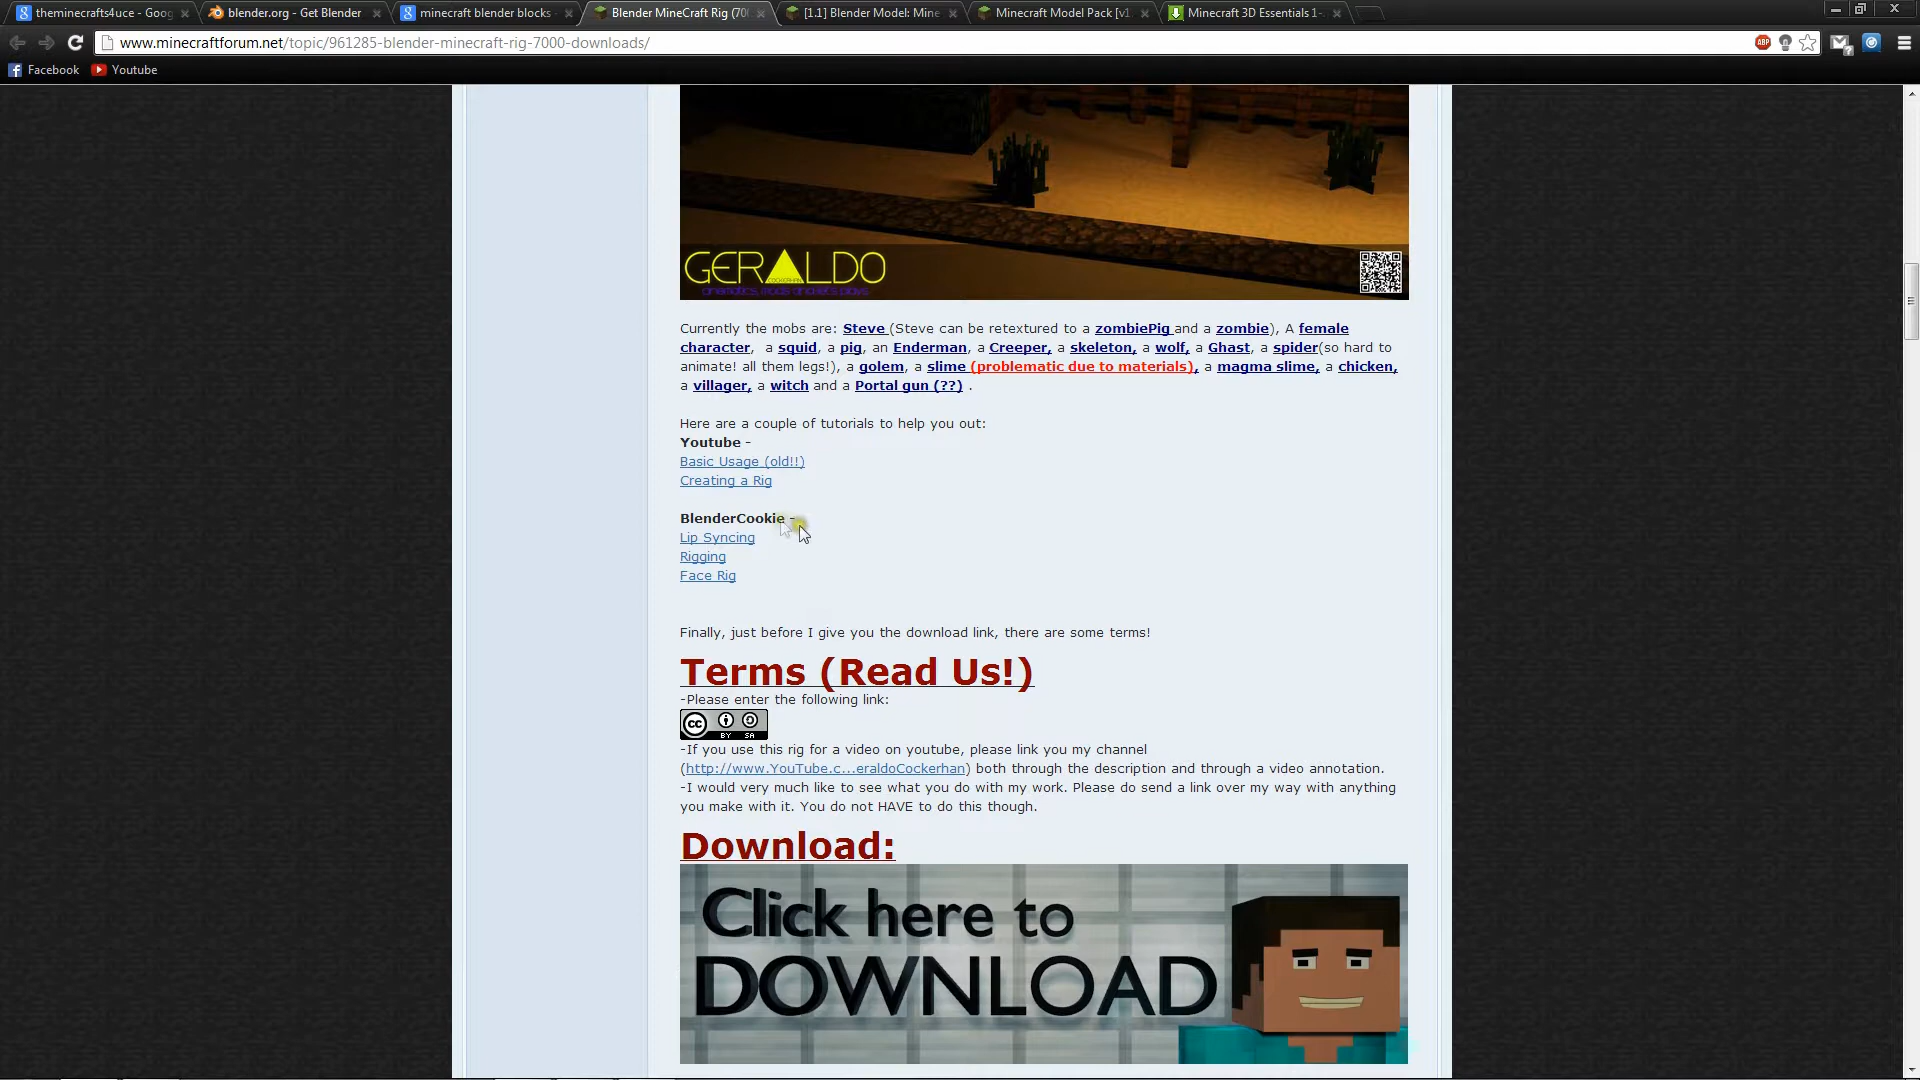 theminecrafts4uce - Goog
blender.org - Get Blender
minecraft blender blocks -
Blender MineCraft Rig (700
[1.1] Blender Model: Mine
Minecraft Model Pack [v1
Minecraft 3D Essentials 1-
www.minecraftforum.net/topic/961285-blender-minecraft-rig-7000-downloads/
ABP
Facebook
Youtube
GERALDO
Currently the mobs are: Steve (Steve can be retextured to a zombiePig and a zombie), A female
character, a squid, a pig, an Enderman, a Creeper, a skeleton, a wolf, a Ghast, a spider(so hard to
animate! all them legs!), a golem, a slime (problematic due to materials), a magma slime, a chicken,
a villager, a witch and a Portal gun (??) .
Here are a couple of tutorials to help you out:
Youtube -
Basic Usage (old!!)
Creating a Rig
BlenderCookie -
Lip Syncing
Rigging
Face Rig
Finally, just before I give you the download link, there are some terms!
Terms (Read Us!)
-Please enter the following link:
cc BY SA
-If you use this rig for a video on youtube, please link you my channel
(http://www.YouTube.c...eraldoCockerhan) both through the description and through a video annotation.
-I would very much like to see what you do with my work. Please do send a link over my way with anything
you make with it. You do not HAVE to do this though.
Download:
Click here to
DOWNLOAD